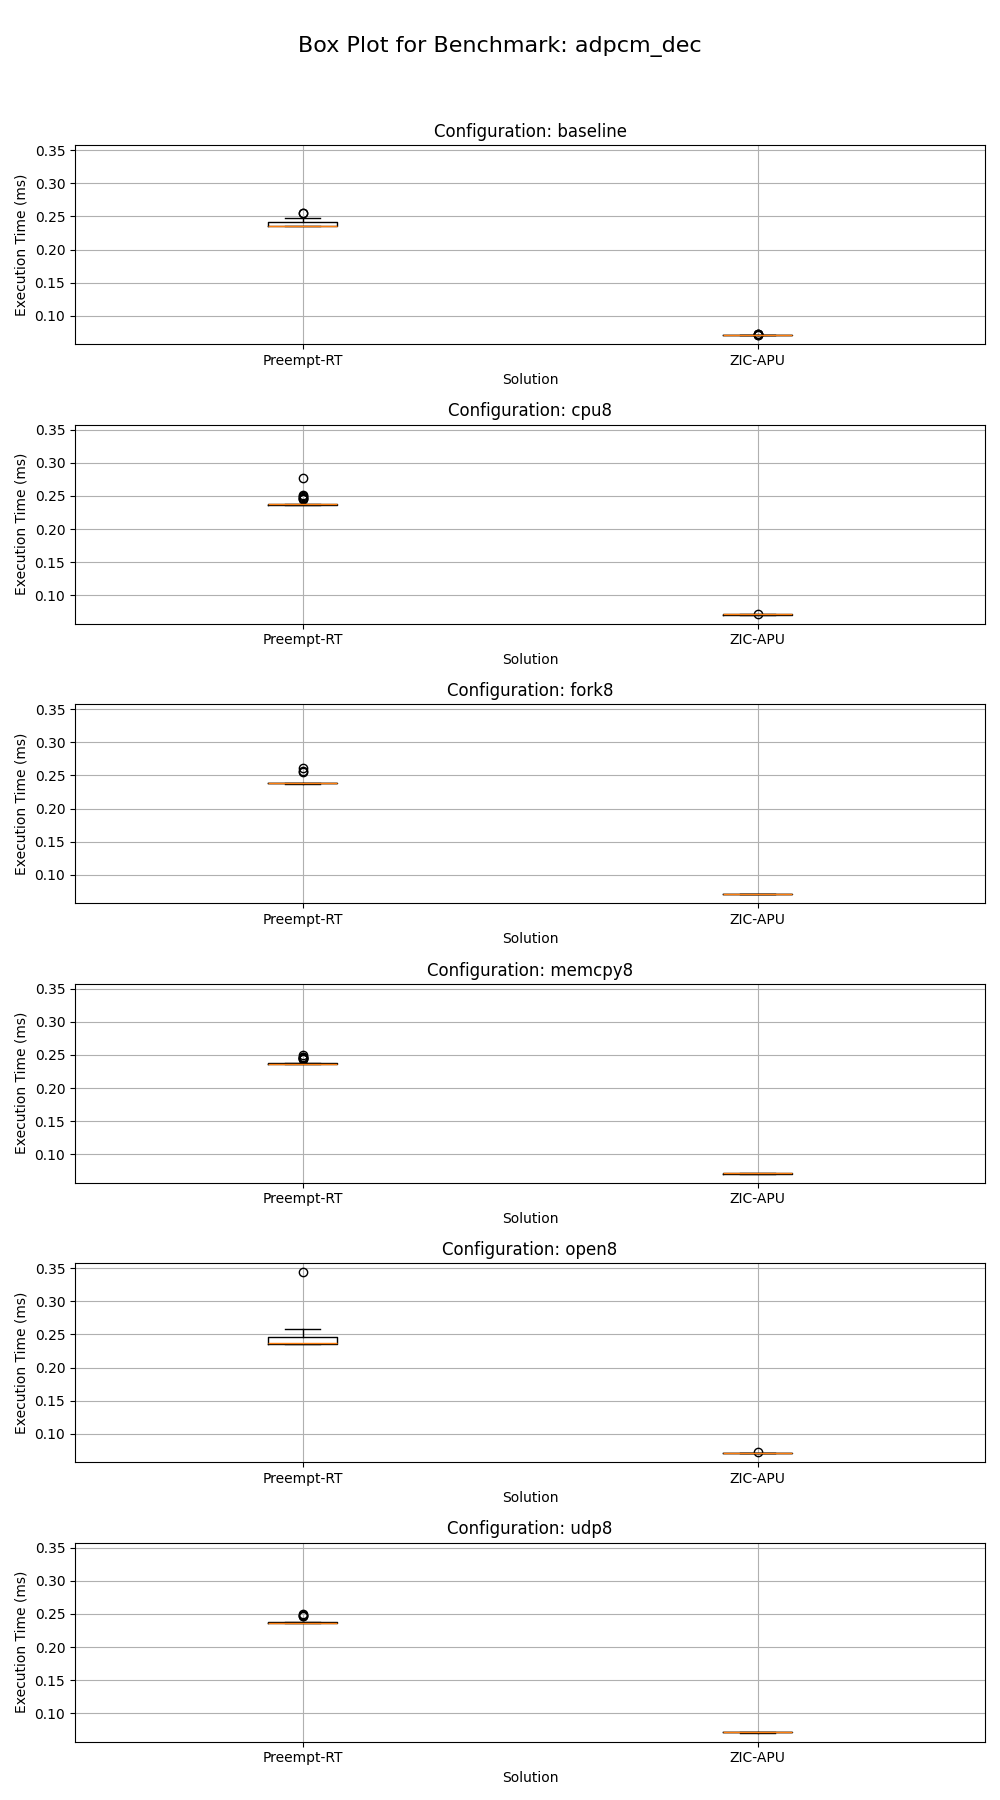 Box Plot for Benchmark: adpcm_dec
Configuration: baseline
Execution Time (ms)
0.35
0.30
0.25
0.20
0.15
0.10
Preempt-RT ZIC-APU
Solution
Configuration: cpu8
Execution Time (ms)
0.35
0.30
0.25
0.20
0.15
0.10
Preempt-RT ZIC-APU
Solution
Configuration: fork8
Execution Time (ms)
0.35
0.30
0.25
0.20
0.15
0.10
Preempt-RT ZIC-APU
Solution
Configuration: memcpy8
Execution Time (ms)
0.35
0.30
0.25
0.20
0.15
0.10
Preempt-RT ZIC-APU
Solution
Configuration: open8
Execution Time (ms)
0.35
0.30
0.25
0.20
0.15
0.10
Preempt-RT ZIC-APU
Solution
Configuration: udp8
Execution Time (ms)
0.35
0.30
0.25
0.20
0.15
0.10
Preempt-RT ZIC-APU
Solution